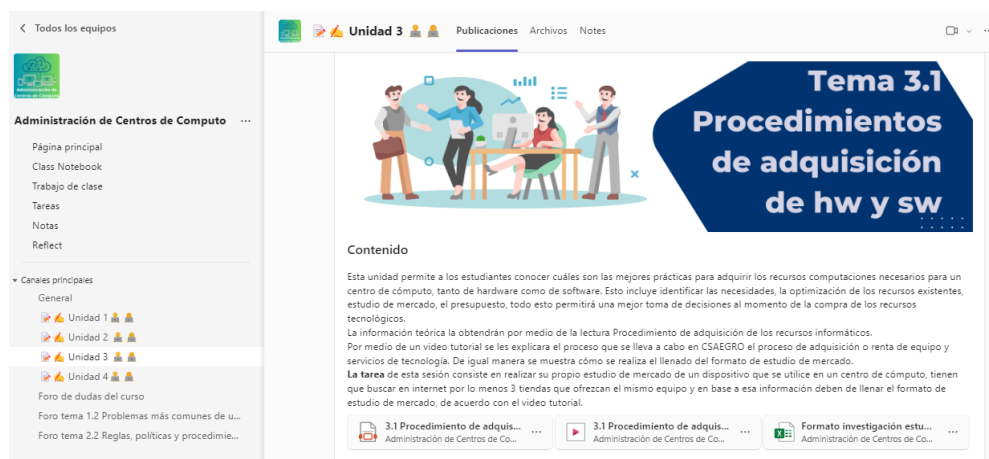 Todos los equipos
Administración de
Centros de Computo
Administración de Centros de Computo ...
Página principal
Class Notebook
Trabajo de clase
Tareas
Notas
Reflect
Canales principales
General
Unidad 1
Unidad 2
Unidad 3
Unidad 4
Foro de dudas del curso
Foro tema 1.2 Problemas más comunes de u...
Foro tema 2.2 Reglas, políticas y procedimie...
Unidad 3
Publicaciones Archivos Notes
Tema 3.1
Procedimientos
de adquisición
de hw y sw
Contenido
Esta unidad permite a los estudiantes conocer cuáles son las mejores prácticas para adquirir los recursos computaciones necesarios para un
centro de cómputo, tanto de hardware como de software. Esto incluye identificar las necesidades, la optimización de los recursos existentes,
estudio de mercado, el presupuesto, todo esto permitirá una mejor toma de decisiones al momento de la compra de los recursos
tecnológicos.
La información teórica la obtendrán por medio de la lectura Procedimiento de adquisición de los recursos informáticos.
Por medio de un video tutorial se les explicara el proceso que se lleva a cabo en CSAEGRO el proceso de adquisición o renta de equipo y
servicios de tecnología. De igual manera se muestra cómo se realiza el llenado del formato de estudio de mercado.
La tarea de esta sesión consiste en realizar su propio estudio de mercado de un dispositivo que se utilice en un centro de cómputo, tienen
que buscar en internet por lo menos 3 tiendas que ofrezcan el mismo equipo y en base a esa información deben de llenar el formato de
estudio de mercado, de acuerdo con el video tutorial.
3.1 Procedimiento de adquis... ...
Administración de Centros de Co...
3.1 Procedimiento de adquis... ...
Administración de Centros de Co...
Formato investigación estu... ...
Administración de Centros de Co...